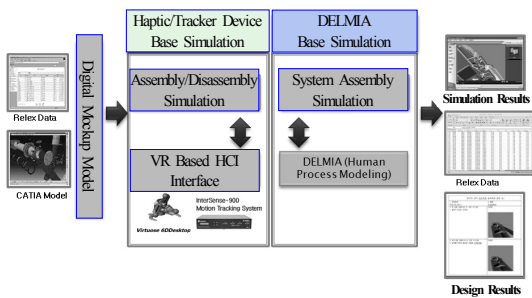 Haptic/Tracker Device
Base Simulation
DELMIA
Base Simulation
Relex Data
CATIA Model
Digital Mockup Model
Assembly/Disassembly
Simulation
VR Based HCI
Interface
InterSense-900
Motion Tracking System
Virtuose 6DDesktop
System Assembly
Simulation
DELMIA (Human
Process Modeling)
Simulation Results
Relex Data
Design Results